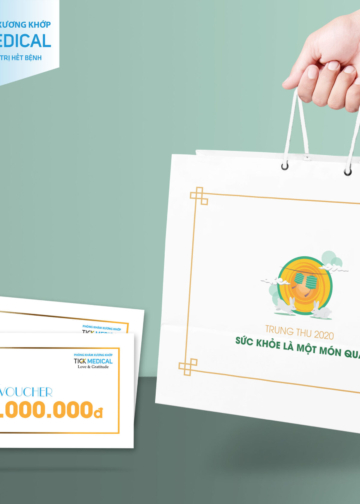 XƯƠNG KHỚP
MEDICAL
TRỊ HẾT BỆNH
TRUNG THU 2020
SỨC KHỎE LÀ MỘT MÓN QUÀ
TICK MEDICAL
Love & Gratitude
VOUCHER
.000.000đ